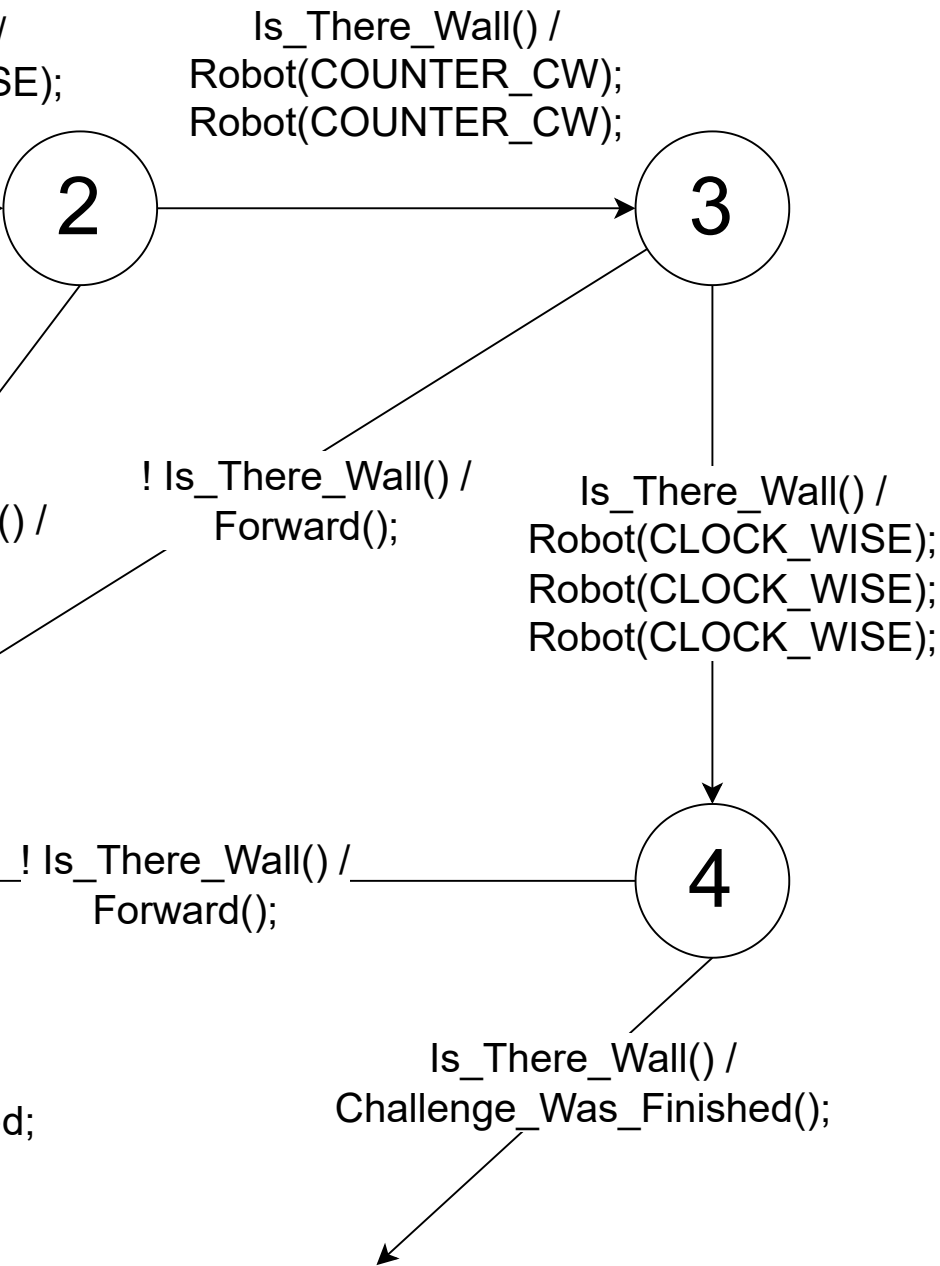 /
SE);
Is_There_Wall() /
Robot(COUNTER_CW);
Robot(COUNTER_CW);
2
3
! Is_There_Wall() /
Forward();
() /
Is_There_Wall() /
Robot(CLOCK_WISE);
Robot(CLOCK_WISE);
Robot(CLOCK_WISE);
! Is_There_Wall() /
Forward();
4
Is_There_Wall() /
Challenge_Was_Finished();
d;